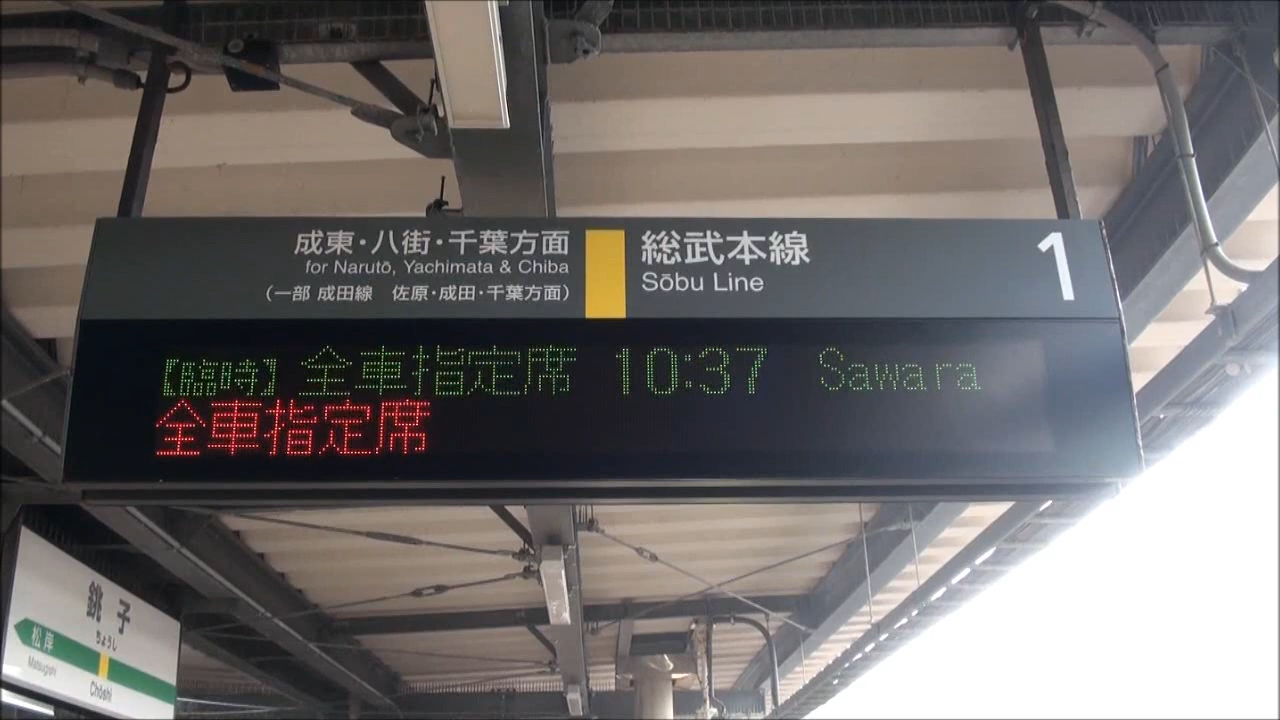 成東・八街・千葉方面
for Narutō, Yachimata & Chiba
（一部 成田線　佐原・成田・千葉方面）
総武本線
Sōbu Line
1
【臨時】 全車指定席 10:37 Sawara
全車指定席
銚子
ちょうし
松岸
Matsugishi
Chōshi